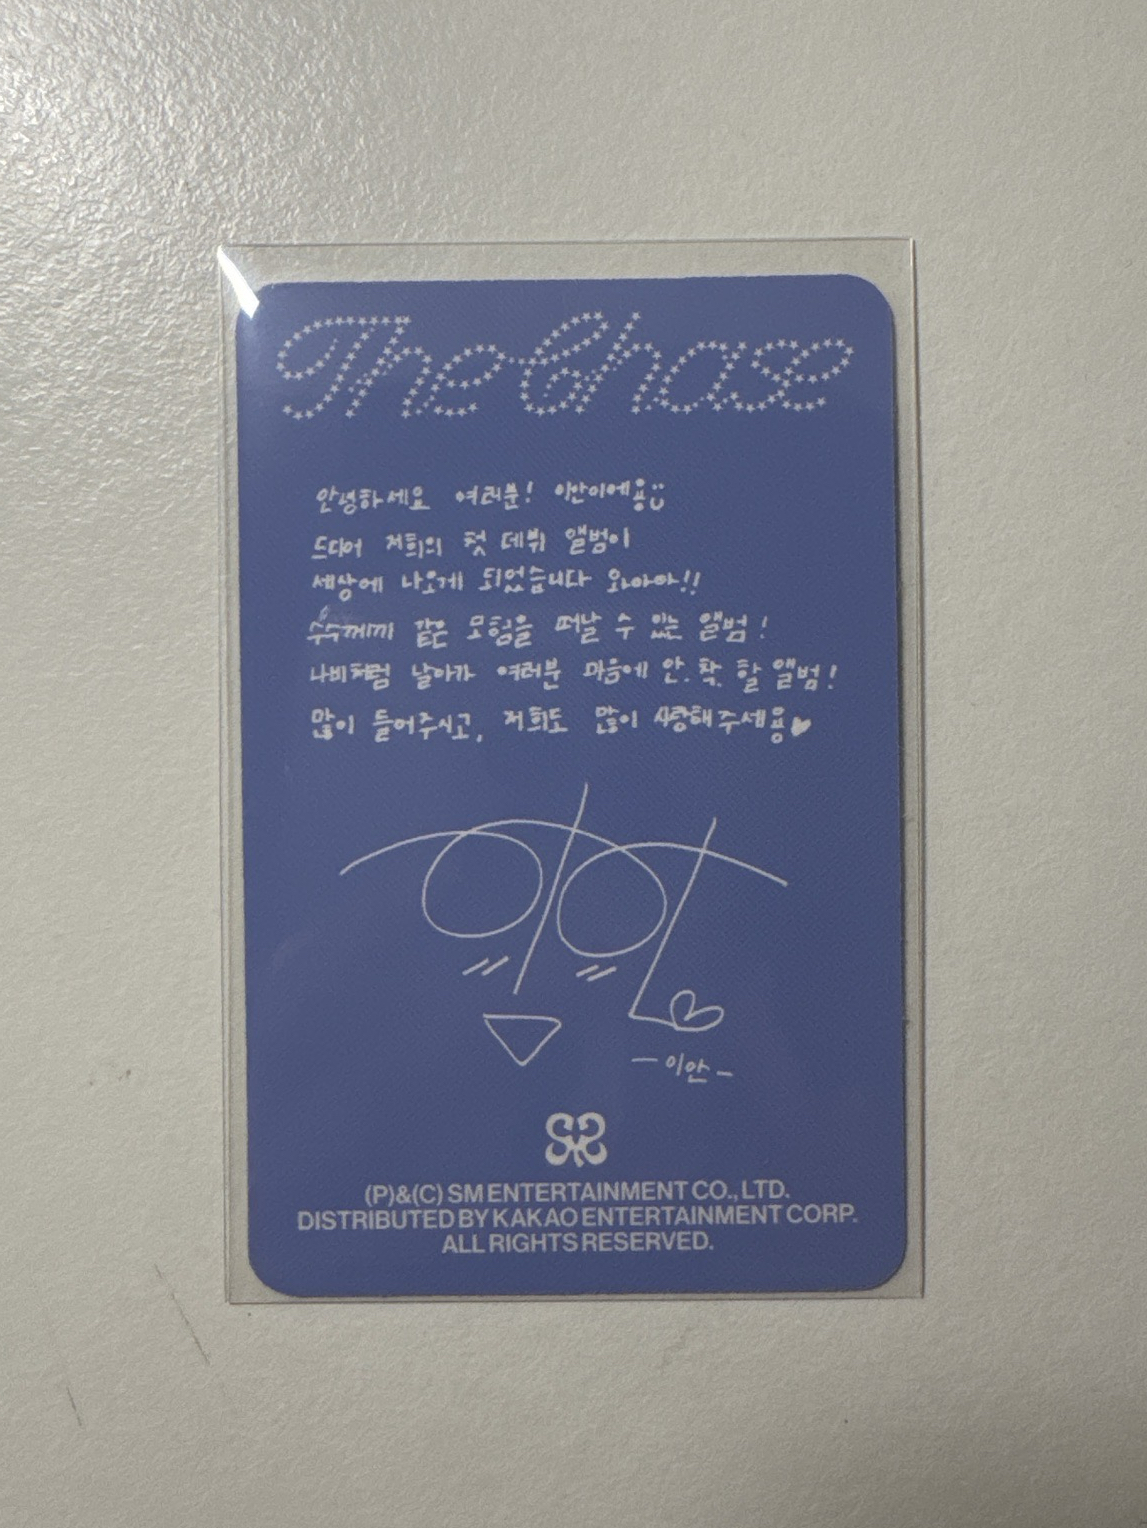 The Chase
안녕하세요 여러분! 이안이에용
드디어 저희의 첫 데뷔 앨범이
세상에 나오게 되었습니다 와아아!!
수수께끼 같은 모험을 떠날 수 있는 앨범!
나비처럼 날아가 여러분 마음에 안.착.할 앨범!
많이 들어주시고, 저희도 많이 사랑해주세용♥
이안
-이안-
(P)&(C) SM ENTERTAINMENT CO., LTD.
DISTRIBUTED BY KAKAO ENTERTAINMENT CORP.
ALL RIGHTS RESERVED.